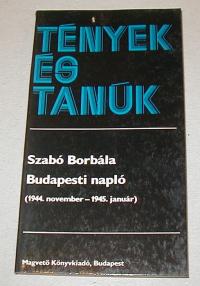 TÉNYEK
ÉS
TANÚK
Szabó Borbála
Budapesti napló
(1944. november – 1945. január)
Magvető Könyvkiadó, Budapest